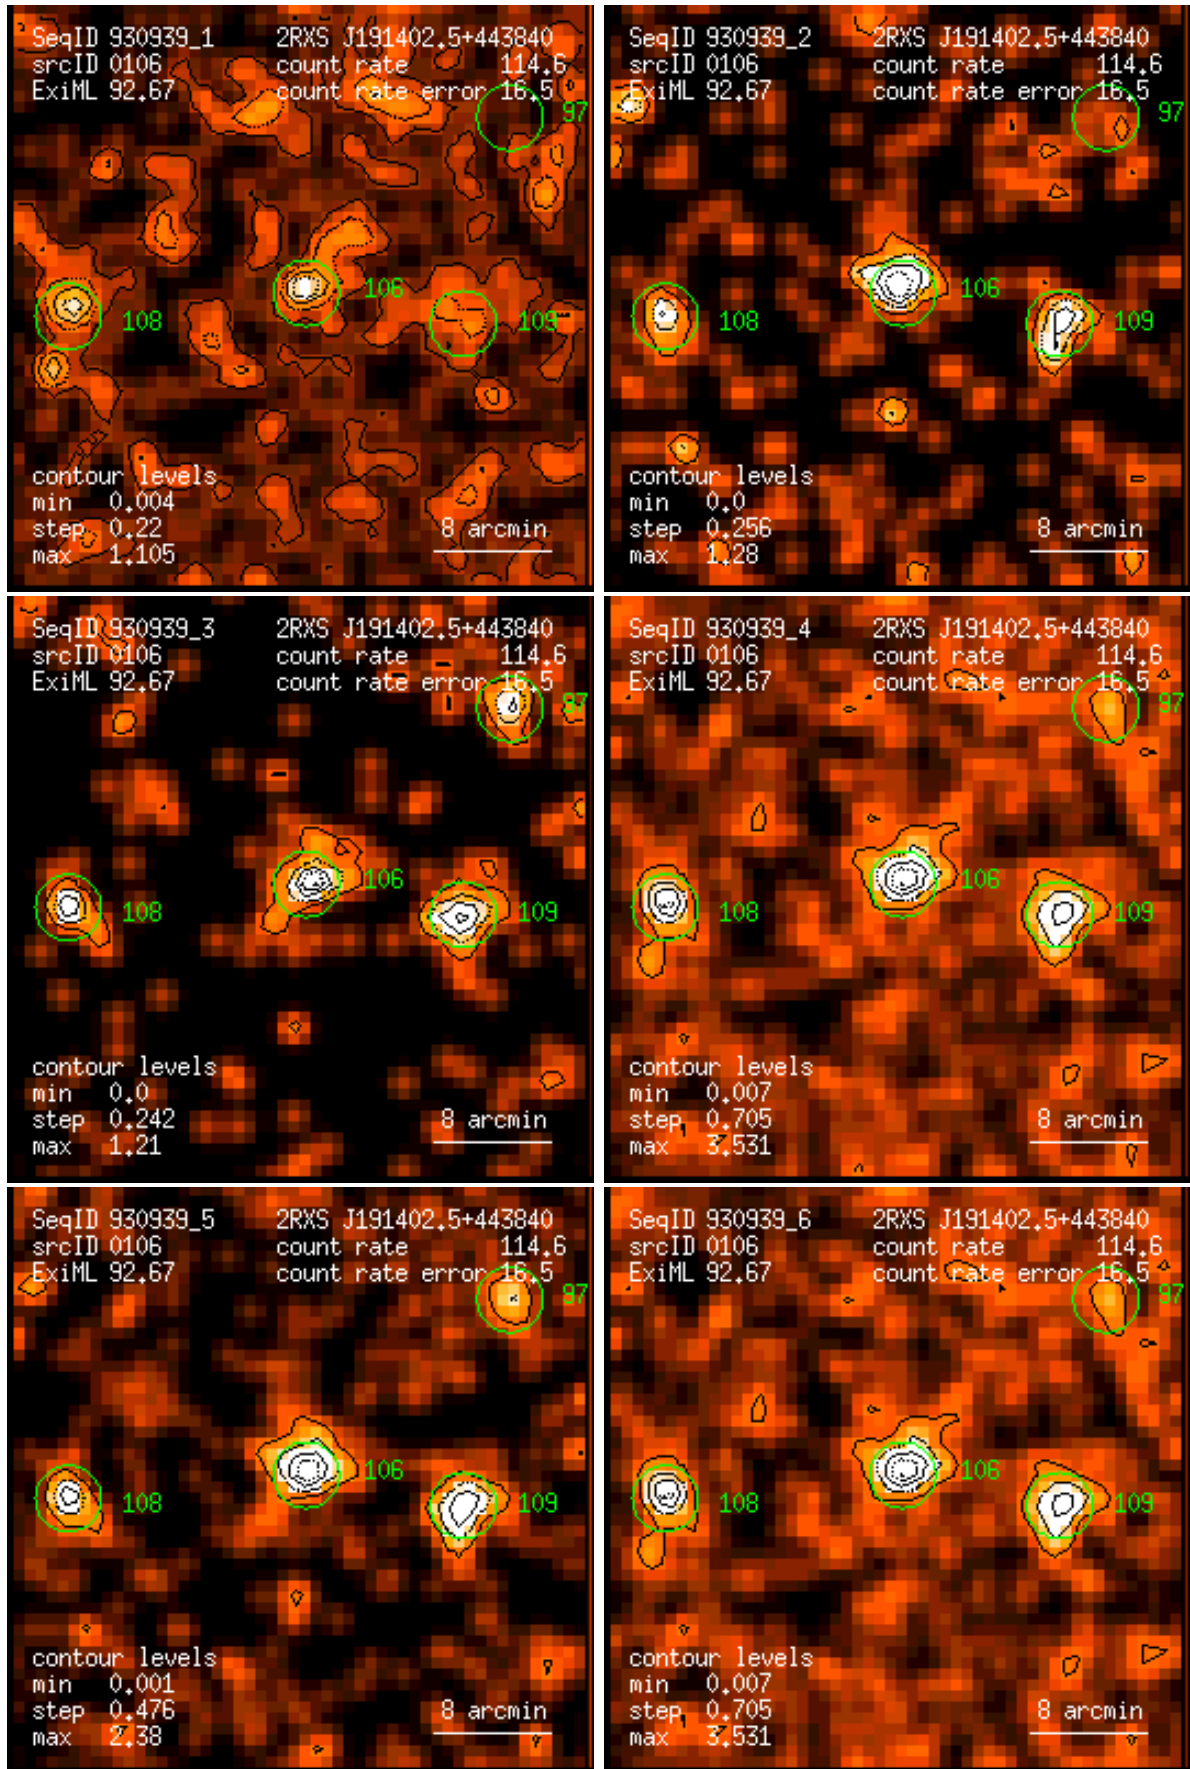 SeqID 930939_1 2RXS J191402.5+443840
srcID 0106 count rate 114.6
ExiML 92.67 count rate error 16.5
97
106
108
109
contour levels
min 0.004
step 0.22
max 1.105
8 arcmin
SeqID 930939_2 2RXS J191402.5+443840
srcID 0106 count rate 114.6
ExiML 92.67 count rate error 16.5
97
106
108
109
contour levels
min 0.0
step 0.256
max 1.28
8 arcmin
SeqID 930939_3 2RXS J191402.5+443840
srcID 0106 count rate 114.6
ExiML 92.67 count rate error 16.5
97
106
108
109
contour levels
min 0.0
step 0.242
max 1.21
8 arcmin
SeqID 930939_4 2RXS J191402.5+443840
srcID 0106 count rate 114.6
ExiML 92.67 count rate error 16.5
97
106
108
109
contour levels
min 0.007
step 0.705
max 3.531
8 arcmin
SeqID 930939_5 2RXS J191402.5+443840
srcID 0106 count rate 114.6
ExiML 92.67 count rate error 16.5
97
106
108
109
contour levels
min 0.001
step 0.476
max 2.38
8 arcmin
SeqID 930939_6 2RXS J191402.5+443840
srcID 0106 count rate 114.6
ExiML 92.67 count rate error 16.5
97
106
108
109
contour levels
min 0.007
step 0.705
max 3.531
8 arcmin